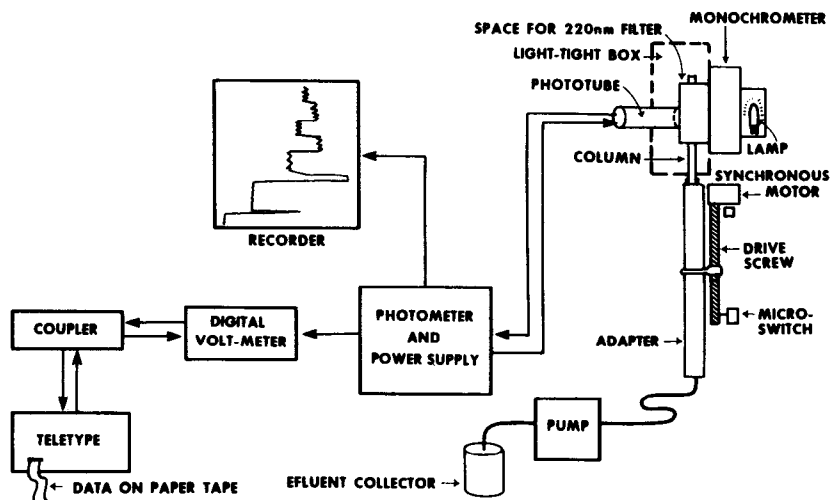 MONOCHROMETER
SPACE FOR 220nm FILTER
LIGHT-TIGHT BOX
PHOTOTUBE
LAMP
COLUMN
SYNCHRONOUS
MOTOR
RECORDER
DRIVE
SCREW
MICRO-
SWITCH
ADAPTER
PHOTOMETER
AND
POWER SUPPLY
DIGITAL
VOLT-METER
COUPLER
TELETYPE
PUMP
DATA ON PAPER TAPE
EFLUENT COLLECTOR